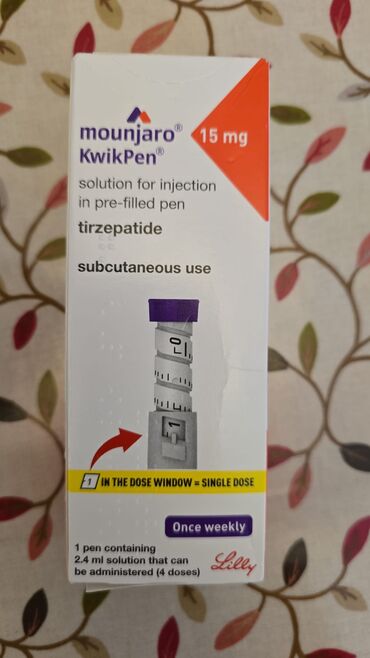 mounjaro®
KwikPen®
15 mg
solution for injection
in pre-filled pen
tirzepatide
subcutaneous use
1 IN THE DOSE WINDOW = SINGLE DOSE
Once weekly
1 pen containing
2.4 ml solution that can
be administered (4 doses)
Lilly